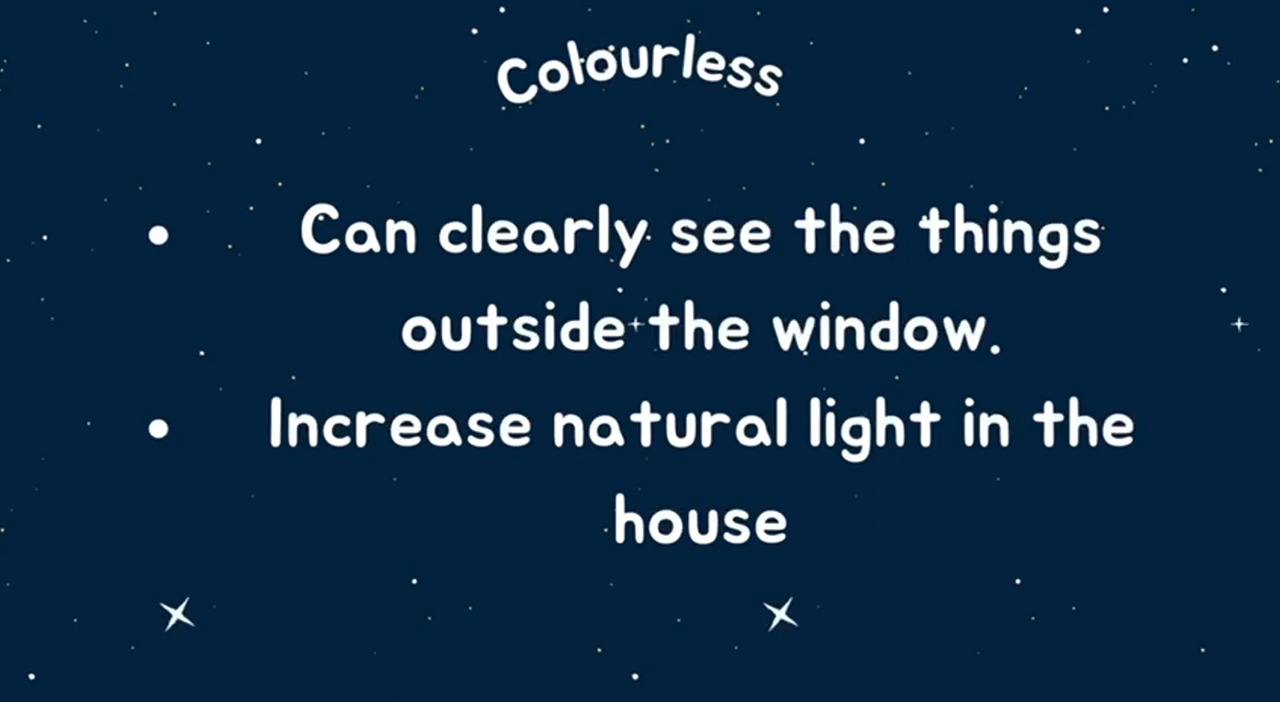 Colourless
• Can clearly see the things
outside the window.
• Increase natural light in the
house